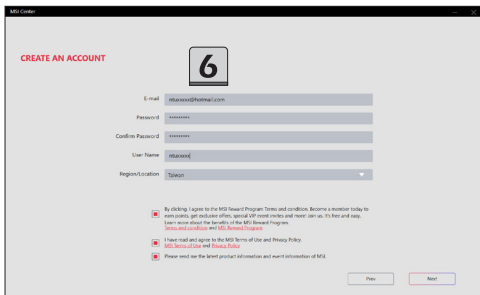 MSI Center
CREATE AN ACCOUNT
6
E-mail
ntuxxxxx@hotmail.com
Password
*********
Confirm Password
*********
User Name
ntuxxxxx
Region/Location
Taiwan
By clicking, I agree to the MSI Reward Program Terms and condition. Become a member today to
earn points, get exclusive offers, special VIP event invites and more! Join us. It's free and easy.
Learn more about the benefits of the MSI Reward Program.
Terms and condition and MSI Reward Program
I have read and agree to the MSI Terms of Use and Privacy Policy.
MSI Terms of Use and Privacy Policy
Please send me the latest product information and event information of MSI.
Prev
Next